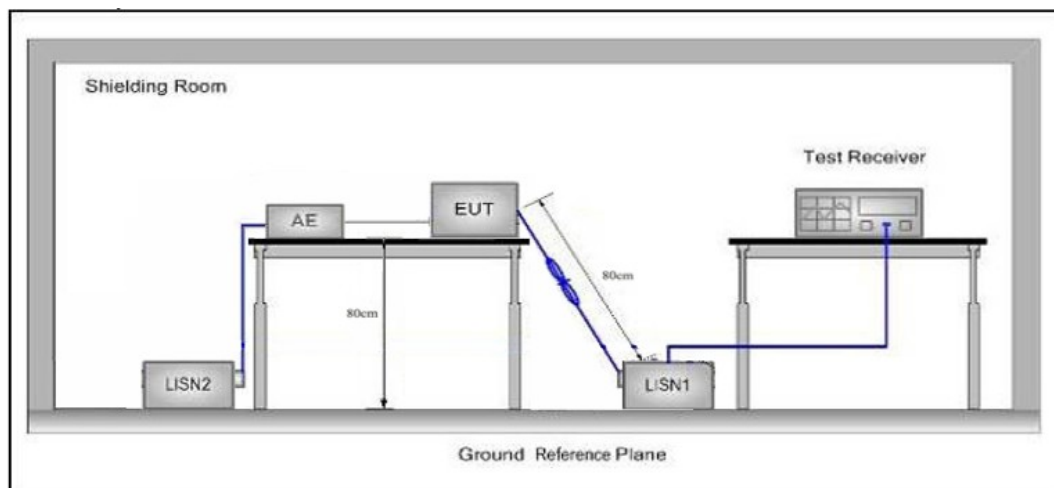 Shielding Room
Test Receiver
EUT
AE
80cm
80cm
LISN2
LISN1
Ground Reference Plane